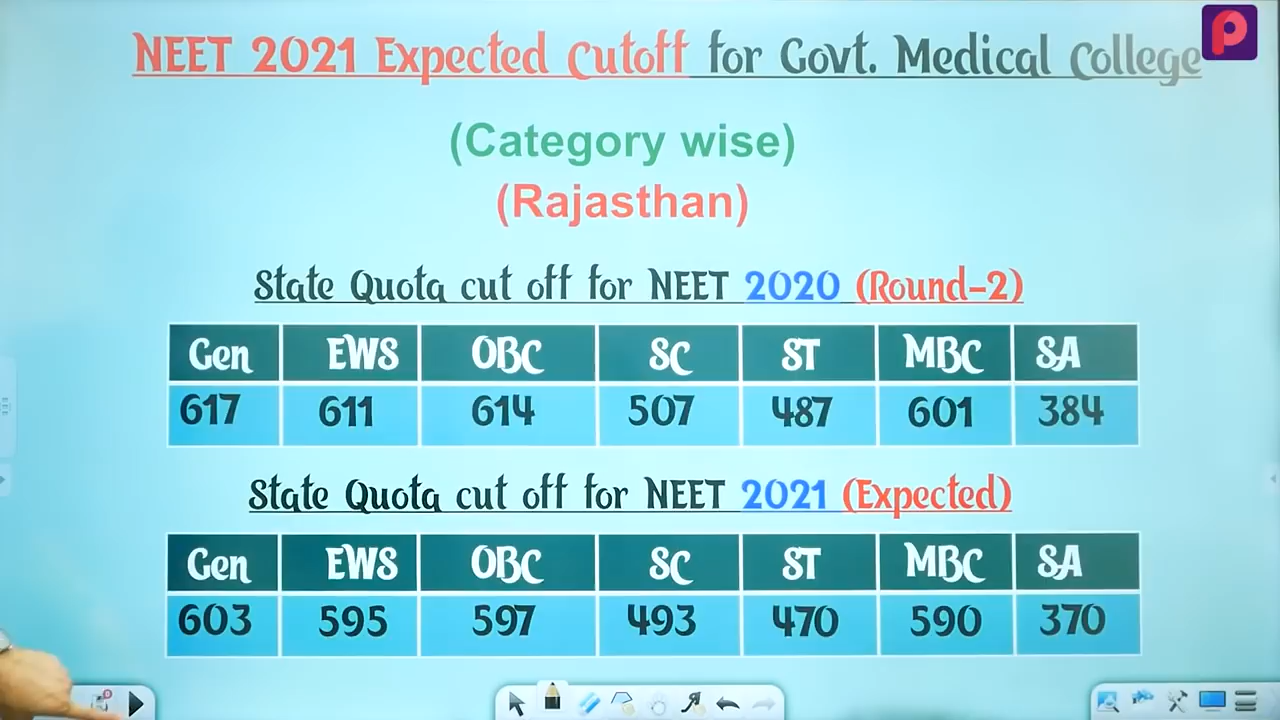 NEET 2021 Expected Cutoff for Govt. Medical College
(Category wise)
(Rajasthan)
State Quota cut off for NEET 2020 (Round-2)
Gen EWS OBC SC ST MBC SA
617 611 614 507 487 601 384
State Quota cut off for NEET 2021 (Expected)
Gen EWS OBC SC ST MBC SA
603 595 597 493 470 590 370